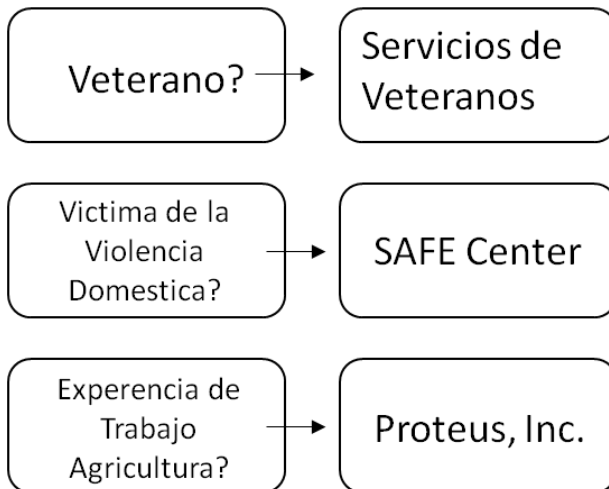 Veterano?
Servicios de
Veteranos
Victima de la
Violencia
Domestica?
SAFE Center
Experencia de
Trabajo
Agricultura?
Proteus, Inc.